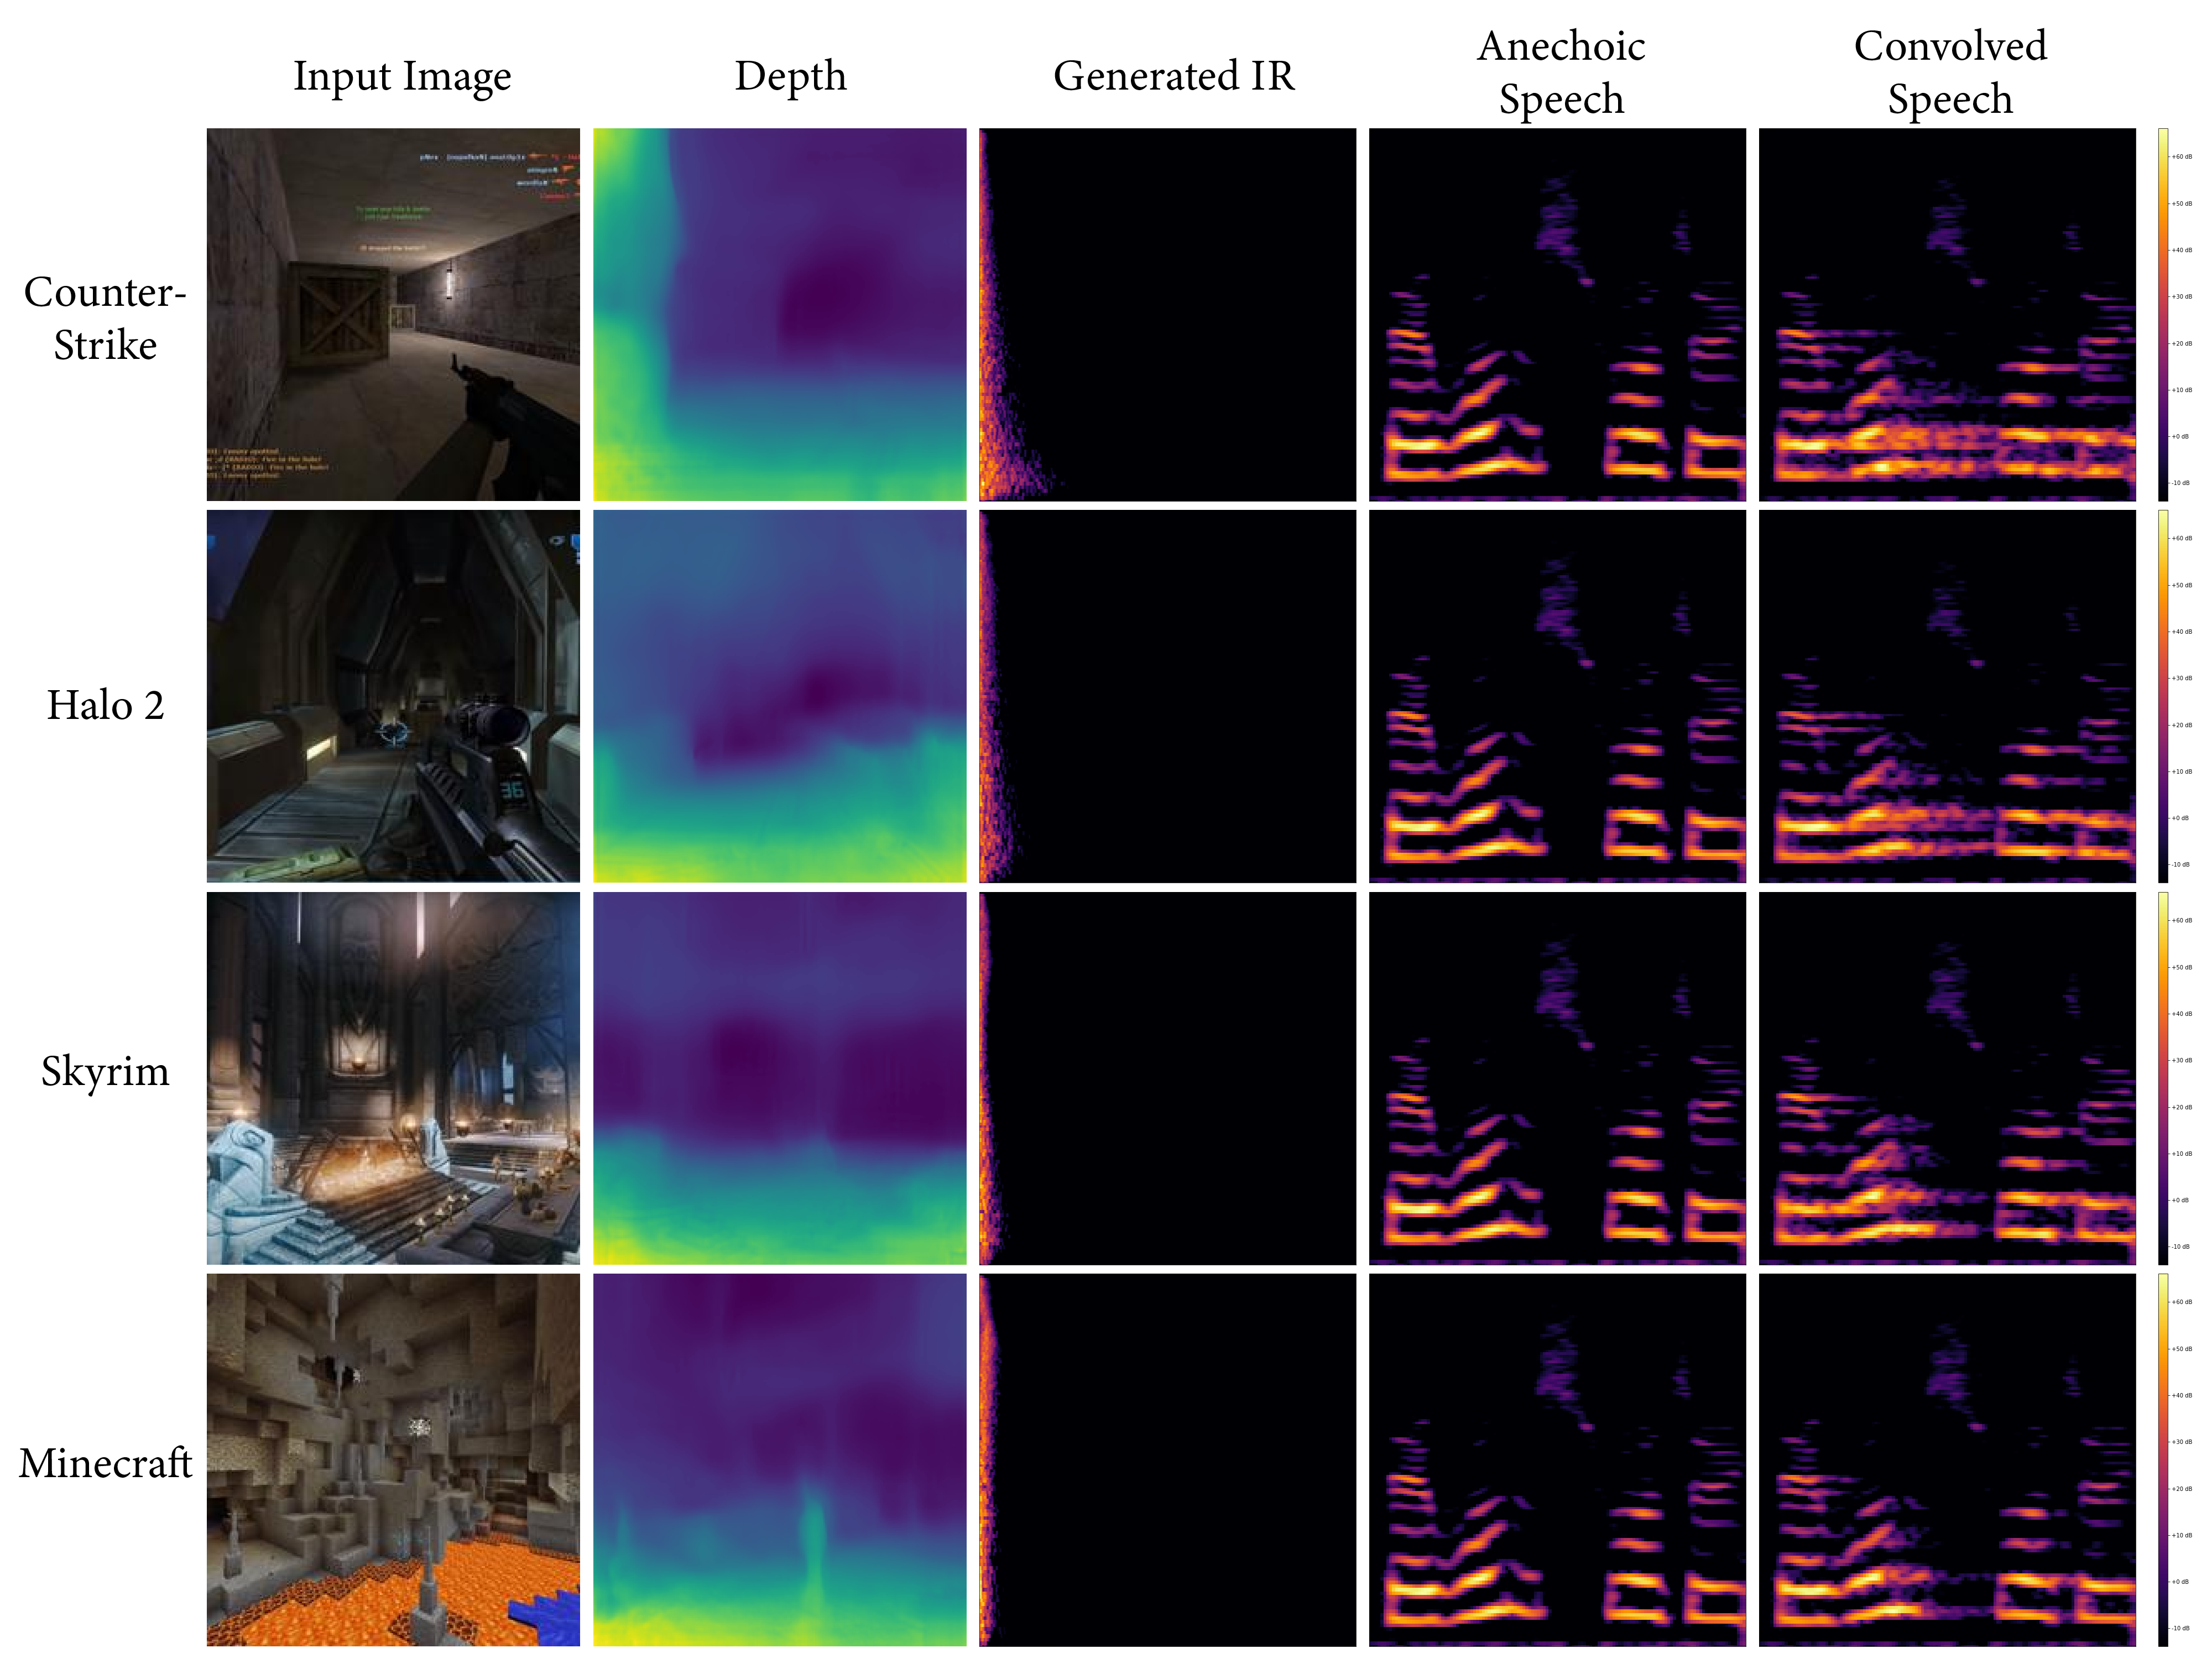 Input Image
Depth
Generated IR
Anechoic
Speech
Convolved
Speech
Counter-
Strike
+60 dB
+50 dB
+40 dB
+30 dB
+20 dB
+10 dB
+0 dB
-10 dB
Halo 2
36
+60 dB
+50 dB
+40 dB
+30 dB
+20 dB
+10 dB
+0 dB
-10 dB
Skyrim
+60 dB
+50 dB
+40 dB
+30 dB
+20 dB
+10 dB
+0 dB
-10 dB
Minecraft
+60 dB
+50 dB
+40 dB
+30 dB
+20 dB
+10 dB
+0 dB
-10 dB